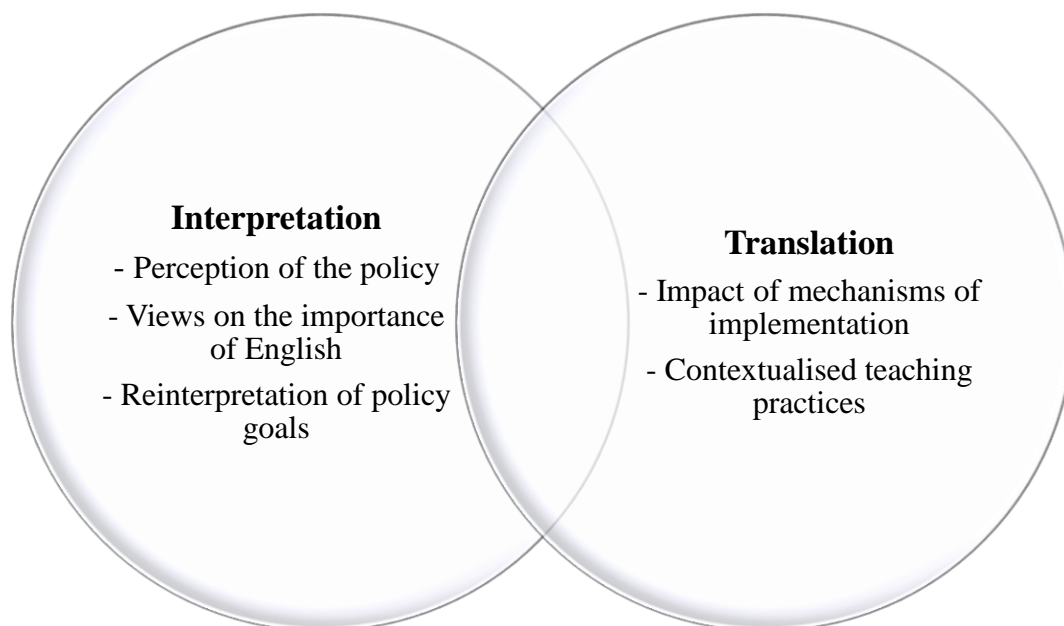 Interpretation
- Perception of the policy
- Views on the importance
of English
- Reinterpretation of policy
goals
Translation
- Impact of mechanisms of
implementation
- Contextualised teaching
practices